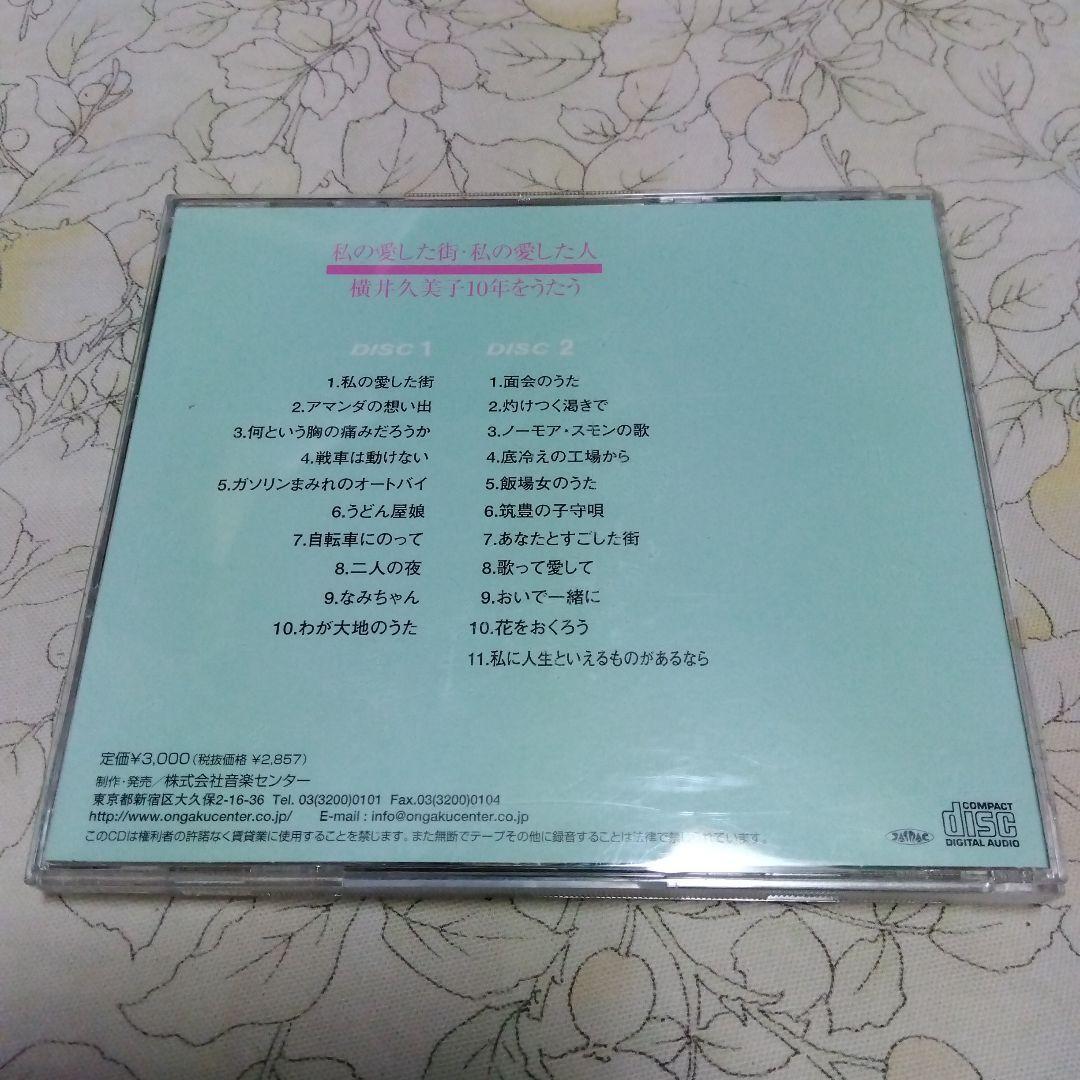 私の愛した街・私の愛した人
横井久美子10年をうたう
DISC 1
1.私の愛した街
2.アマンダの想い出
3.何という胸の痛みだろうか
4.戦車は動けない
5.ガソリンまみれのオートバイ
6.うどん屋娘
7.自転車にのって
8.二人の夜
9.なみちゃん
10.わが大地のうた
DISC 2
1.面会のうた
2.灼けつく渇きで
3.ノーモア・スモンの歌
4.底冷えの工場から
5.飯場女のうた
6.筑豊の子守唄
7.あなたとすごした街
8.歌って愛して
9.おいで一緒に
10.花をおくろう
11.私に人生といえるものがあるなら
定価¥3,000(税抜価格 ¥2,857)
制作・発売／株式会社音楽センター
東京都新宿区大久保2-16-36 Tel. 03(3200)0101 Fax.03(3200)0104
http://www.ongakucenter.co.jp/ E-mail : info@ongakucenter.co.jp
このCDは権利者の許諾なく賃貸業に使用することを禁じます。また無断でテープその他に録音することは法律で禁じられています。
JASRAC
COMPACT
disc
DIGITAL AUDIO